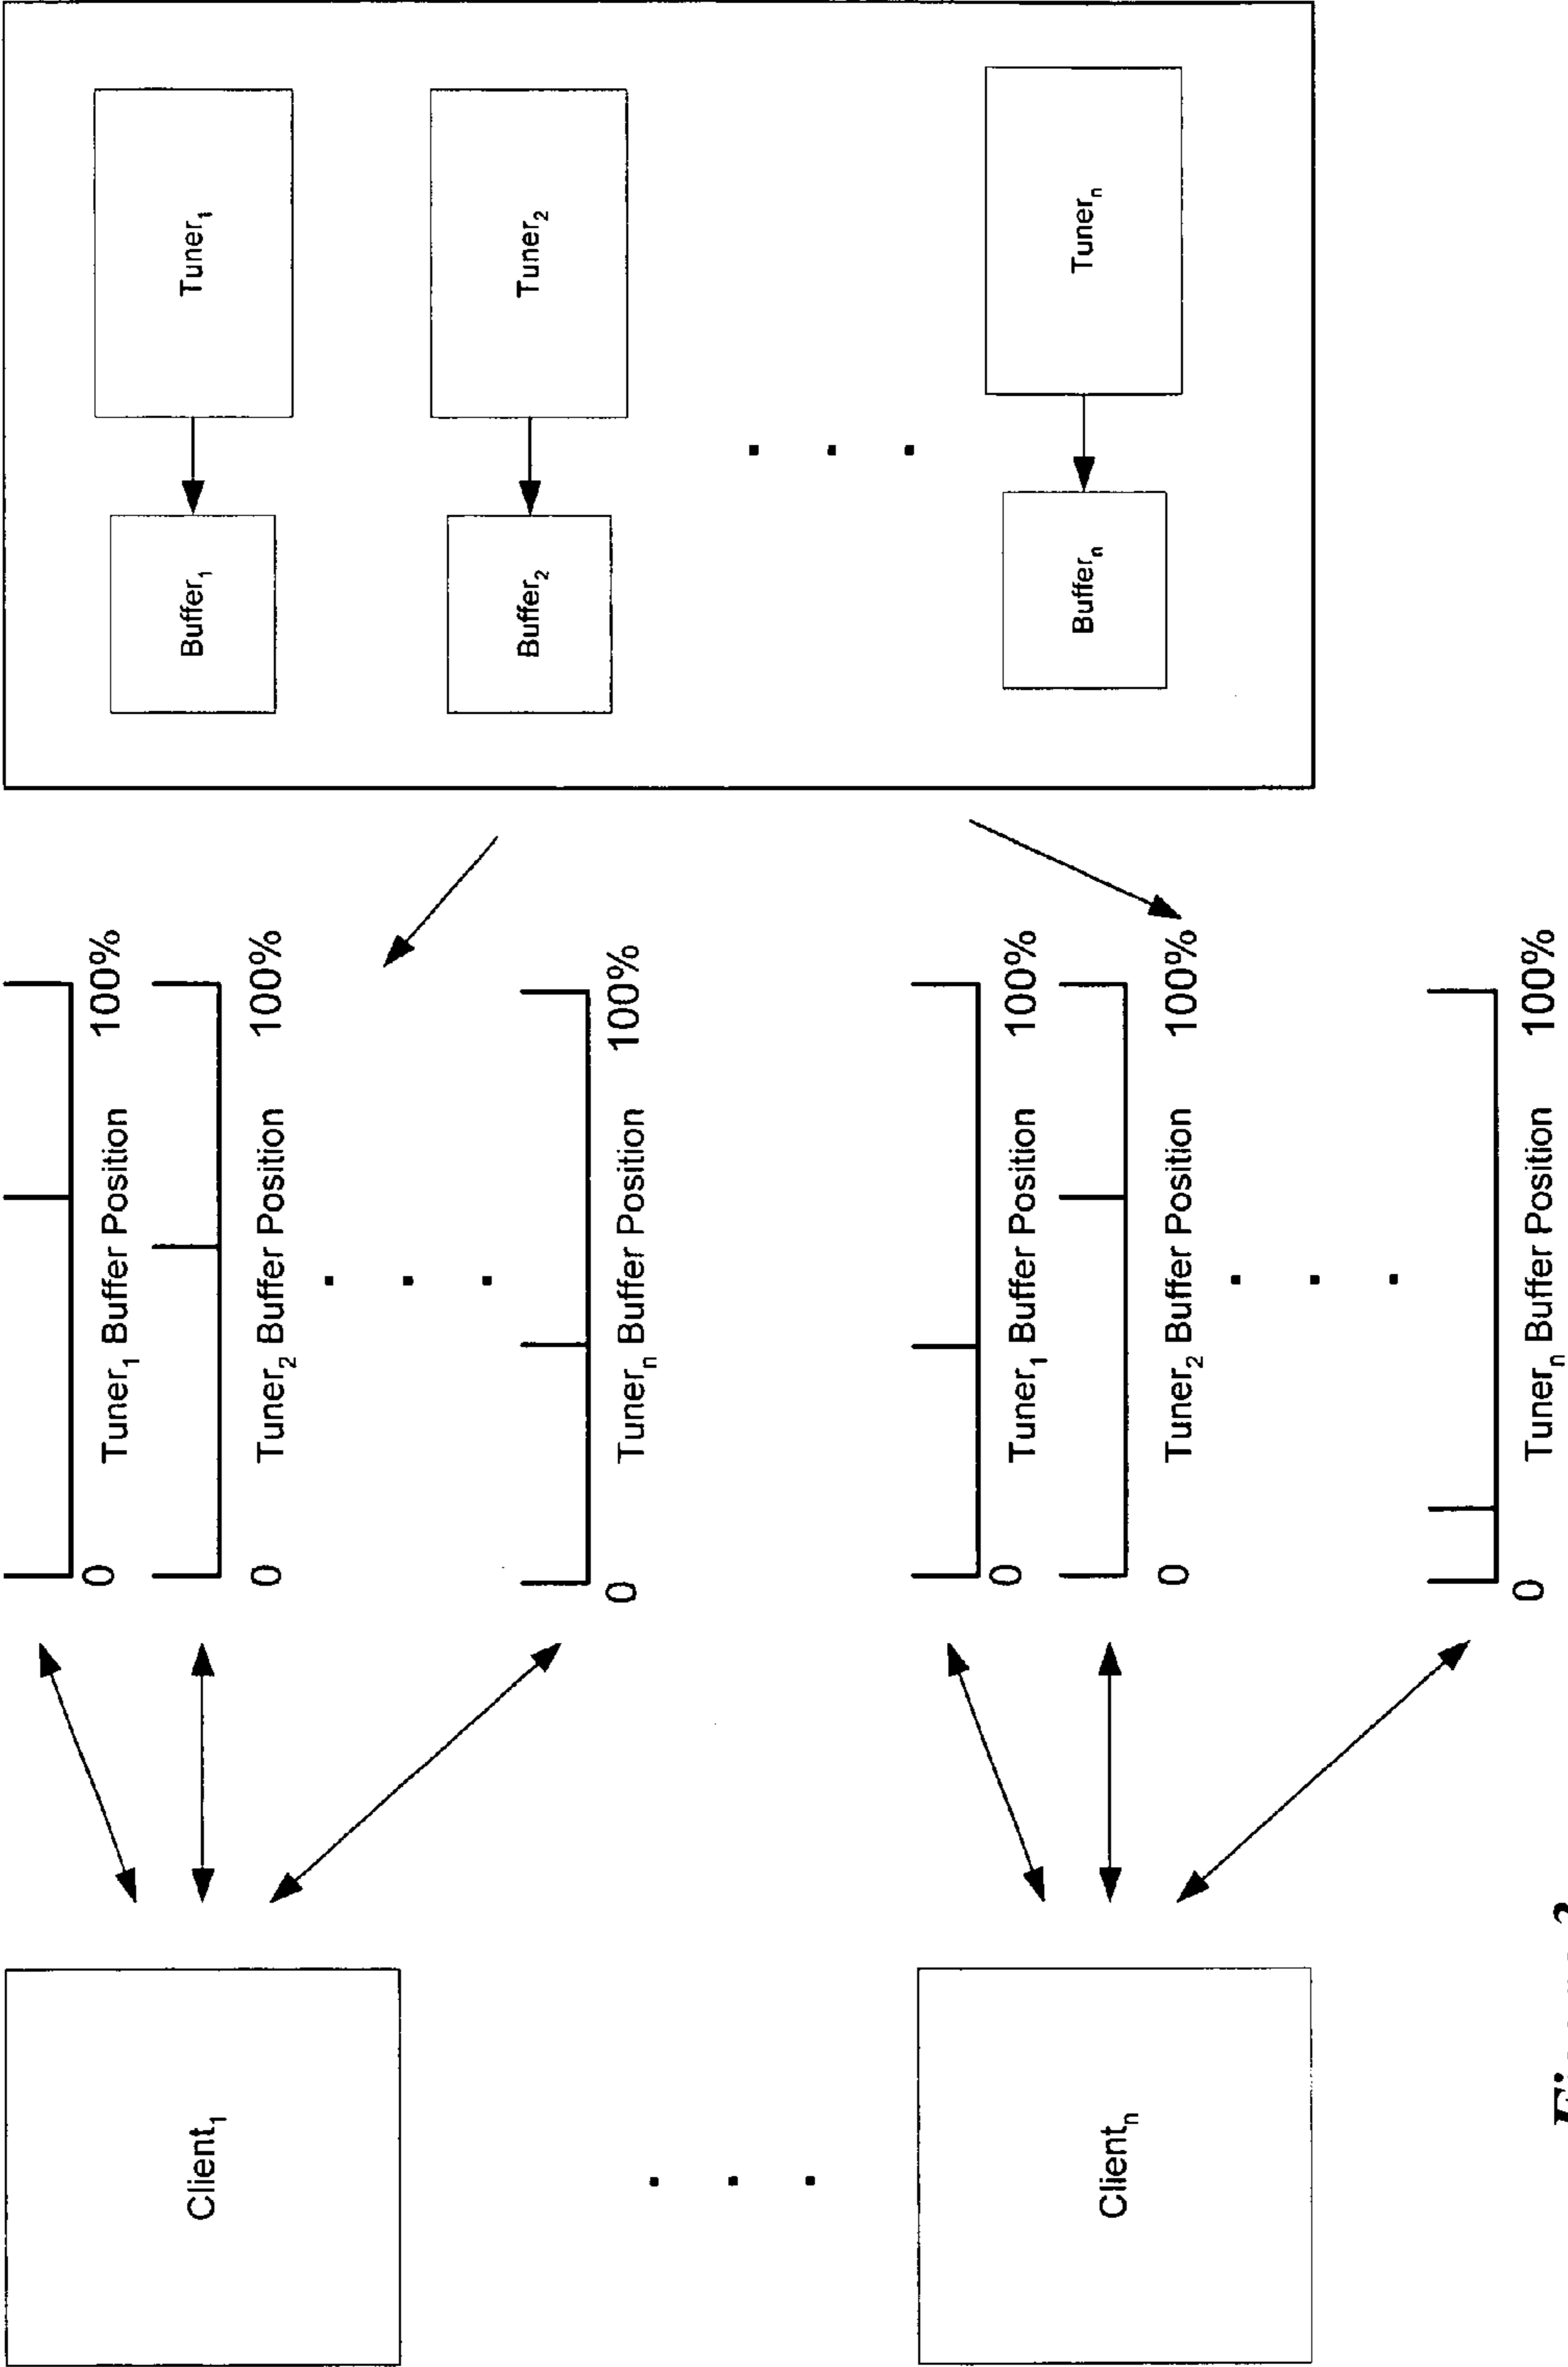 Client₁
0 Tuner₁ Buffer Position 100%
0 Tuner₂ Buffer Position 100%
0 Tunerₙ Buffer Position 100%
Buffer₁
Tuner₁
Buffer₂
Tuner₂
Bufferₙ
Tunerₙ
Clientₙ
0 Tuner₁ Buffer Position 100%
0 Tuner₂ Buffer Position 100%
0 Tunerₙ Buffer Position 100%